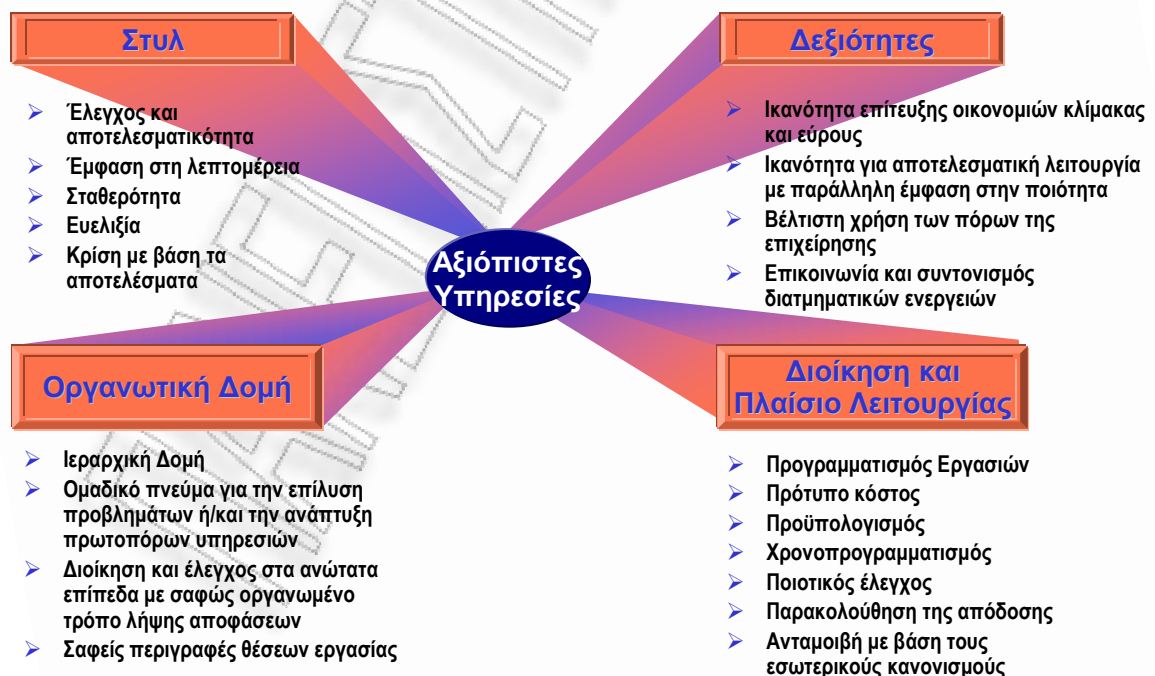 Στυλ
Έλεγχος και
αποτελεσματικότητα
Έμφαση στη λεπτομέρεια
Σταθερότητα
Ευελιξία
Κρίση με βάση τα
αποτελέσματα
Δεξιότητες
Ικανότητα επίτευξης οικονομιών κλίμακας
και εύρους
Ικανότητα για αποτελεσματική λειτουργία
με παράλληλη έμφαση στην ποιότητα
Βέλτιστη χρήση των πόρων της
επιχείρησης
Επικοινωνία και συντονισμός
διατμηματικών ενεργειών
Αξιόπιστες
Υπηρεσίες
Οργανωτική Δομή
Ιεραρχική Δομή
Ομαδικό πνεύμα για την επίλυση
προβλημάτων ή/και την ανάπτυξη
πρωτοπόρων υπηρεσιών
Διοίκηση και έλεγχος στα ανώτατα
επίπεδα με σαφώς οργανωμένο
τρόπο λήψης αποφάσεων
Σαφείς περιγραφές θέσεων εργασίας
Διοίκηση και
Πλαίσιο Λειτουργίας
Προγραμματισμός Εργασιών
Πρότυπο κόστος
Προϋπολογισμός
Χρονοπρογραμματισμός
Ποιοτικός έλεγχος
Παρακολούθηση της απόδοσης
Ανταμοιβή με βάση τους
εσωτερικούς κανονισμούς